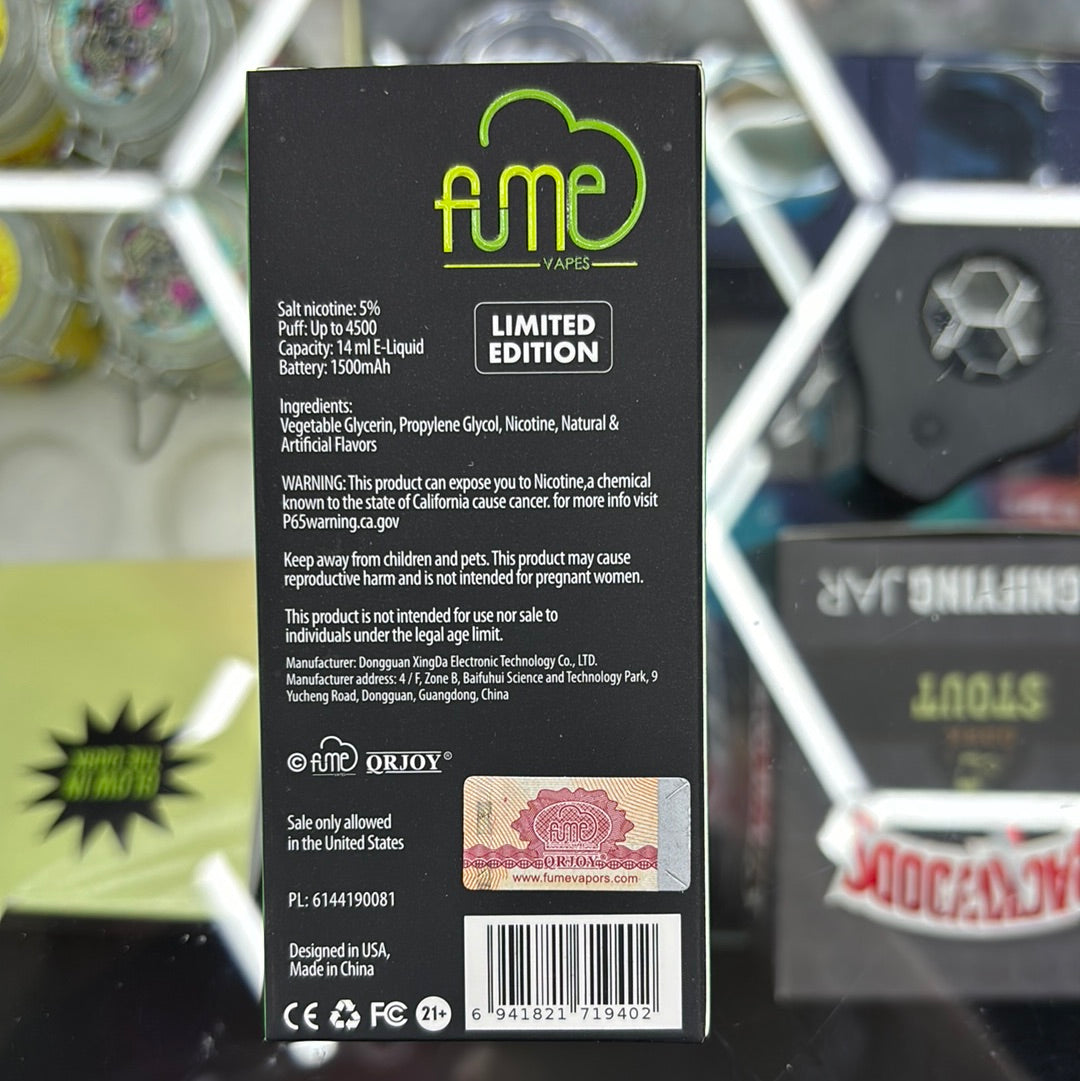 fume
VAPES
Salt nicotine: 5%
Puff: Up to 4500
Capacity: 14 ml E-Liquid
Battery: 1500mAh
LIMITED
EDITION
Ingredients:
Vegetable Glycerin, Propylene Glycol, Nicotine, Natural &
Artificial Flavors
WARNING: This product can expose you to Nicotine,a chemical
known to the state of California cause cancer. for more info visit
P65warning.ca.gov
Keep away from children and pets. This product may cause
reproductive harm and is not intended for pregnant women.
This product is not intended for use nor sale to
individuals under the legal age limit.
Manufacturer: Dongguan XingDa Electronic Technology Co., LTD.
Manufacturer address: 4 / F, Zone B, Baifuhui Science and Technology Park, 9
Yucheng Road, Dongguan, Guangdong, China
© fume VAPES QRJOY®
fume
QRJOY®
www.fumevapors.com
Sale only allowed
in the United States
PL: 6144190081
Designed in USA,
Made in China
CE FC 21+
6 941821 719402
GLOW IN
THE DARK
JAR
STOUT